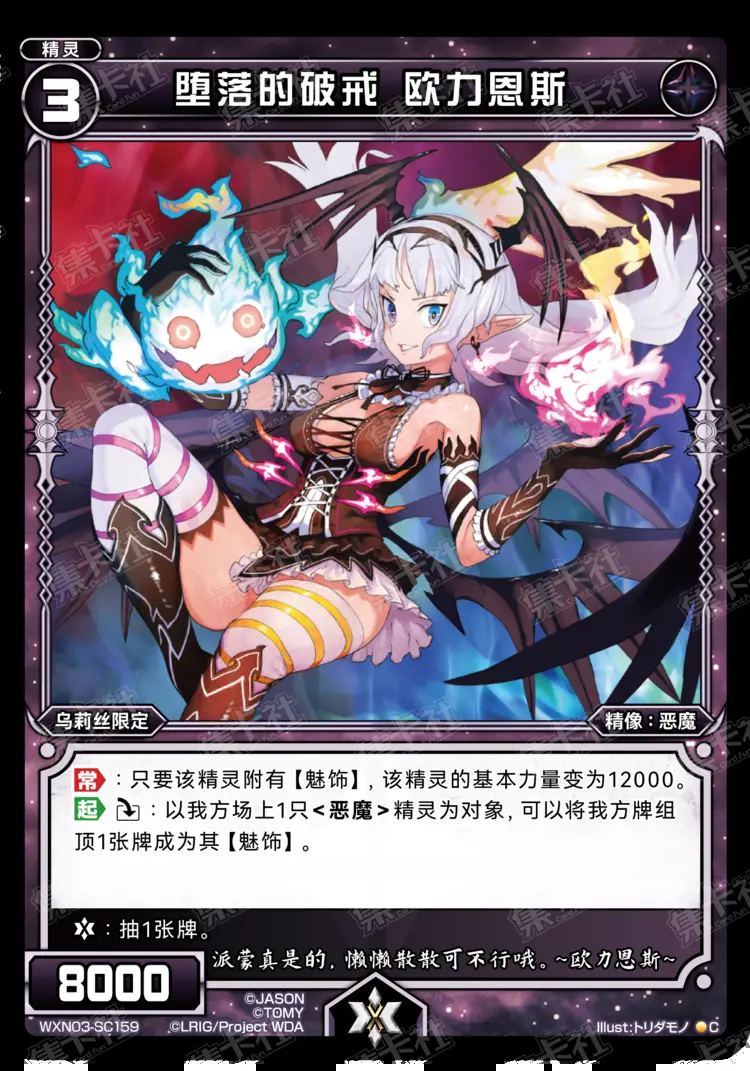 精灵
3
堕落的破戒 欧力恩斯
乌莉丝限定
精像：恶魔
常：只要该精灵附有【魅饰】，该精灵的基本力量变为12000。
起：以我方场上1只<恶魔>精灵为对象，可以将我方牌组
顶1张牌成为其【魅饰】。
：抽1张牌。
派蒙真是的，懒懒散散可不行哦。~欧力恩斯~
8000
©JASON
©TOMY
WXN03-SC159 ©LRIG/Project WDA
Illust:トリダモノ C
集卡社